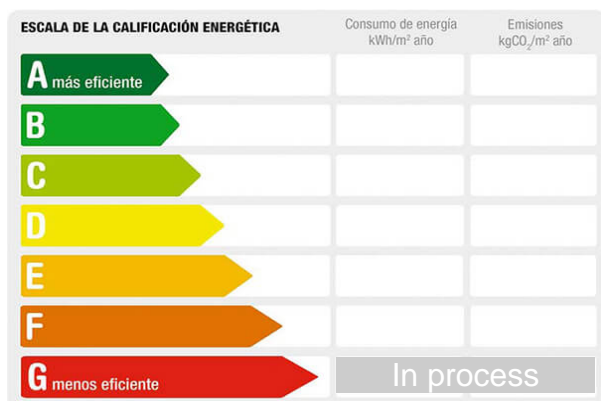 ESCALA DE LA CALIFICACIÓN ENERGÉTICA
Consumo de energía
kWh/m² año
Emisiones
kgCO₂/m² año
A más eficiente
B
C
D
E
F
G menos eficiente
In process